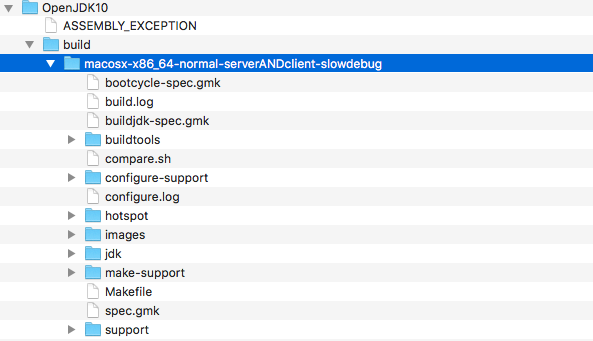 OpenJDK10
ASSEMBLY_EXCEPTION
build
macosx-x86_64-normal-serverANDclient-slowdebug
bootcycle-spec.gmk
build.log
buildjdk-spec.gmk
buildtools
compare.sh
configure-support
configure.log
hotspot
images
jdk
make-support
Makefile
spec.gmk
support